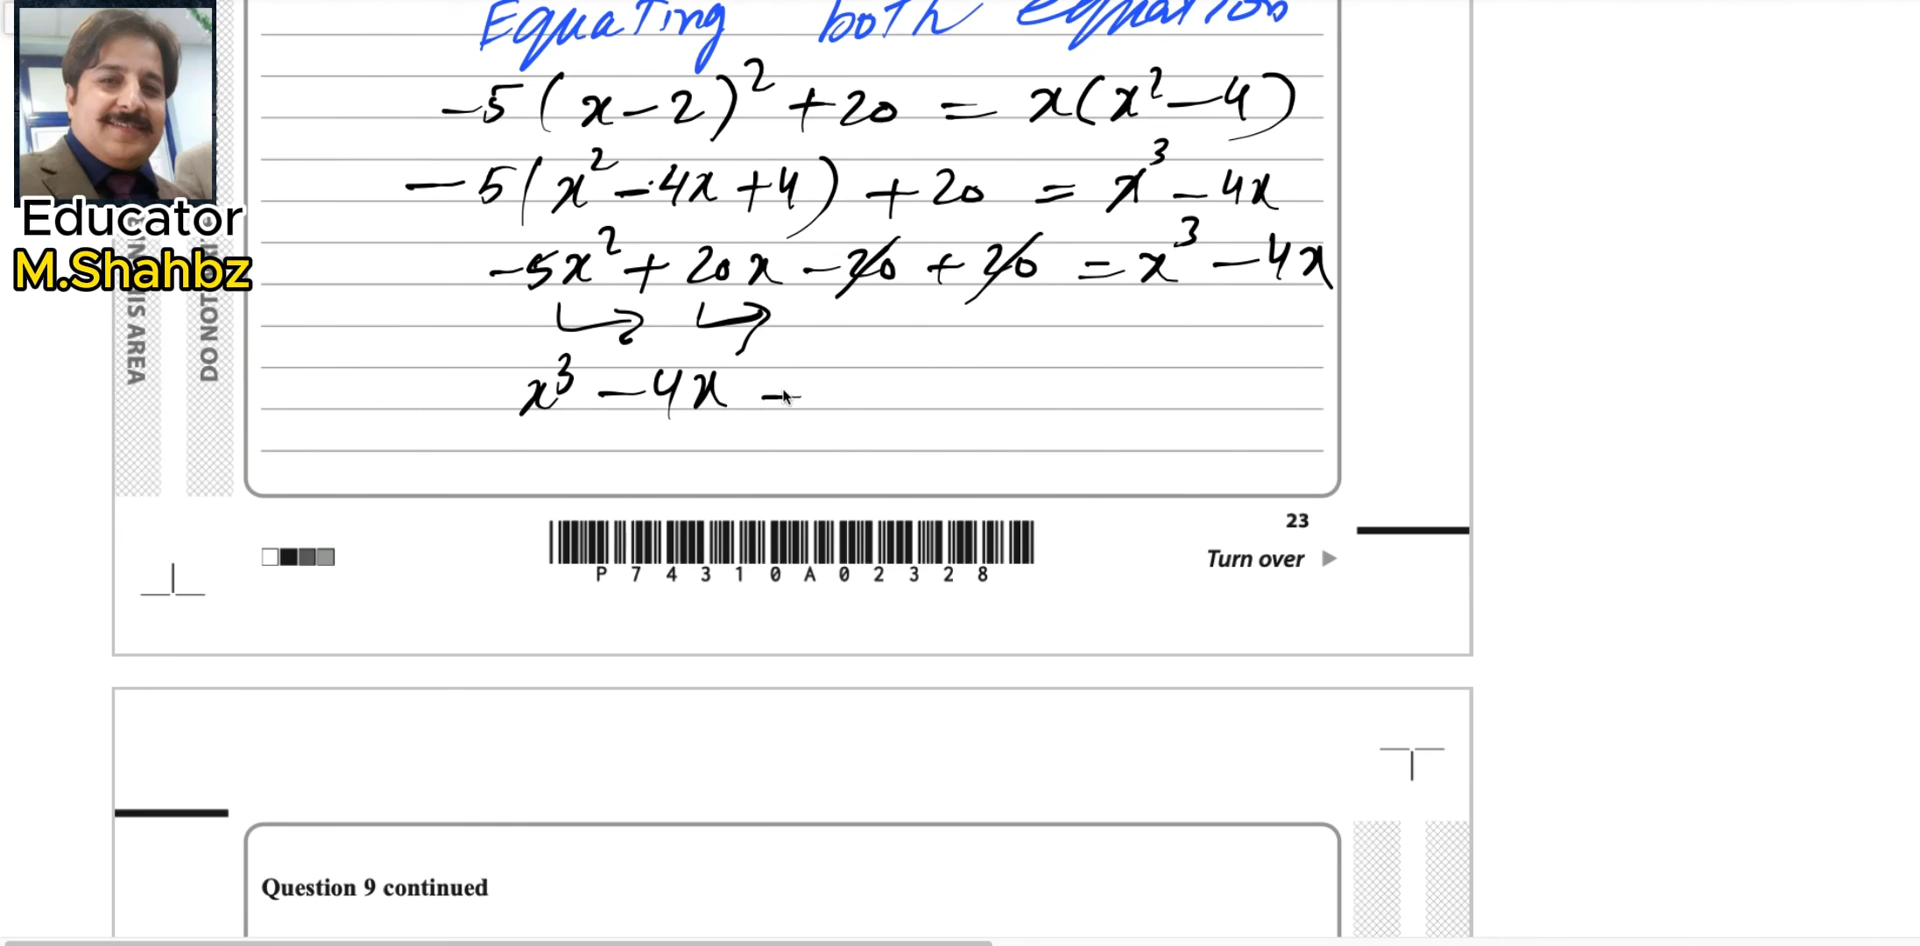 Equating both equation
-5(x-2)² + 20 = x(x²-4)
-5(x²-4x+4) + 20 = x³-4x
-5x²+20x-20+20 = x³-4x
x³-4x-
Educator
M.Shahbz
IS AREA
DO NOT
23
Turn over
P 7 4 3 1 0 A 0 2 3 2 8
Question 9 continued